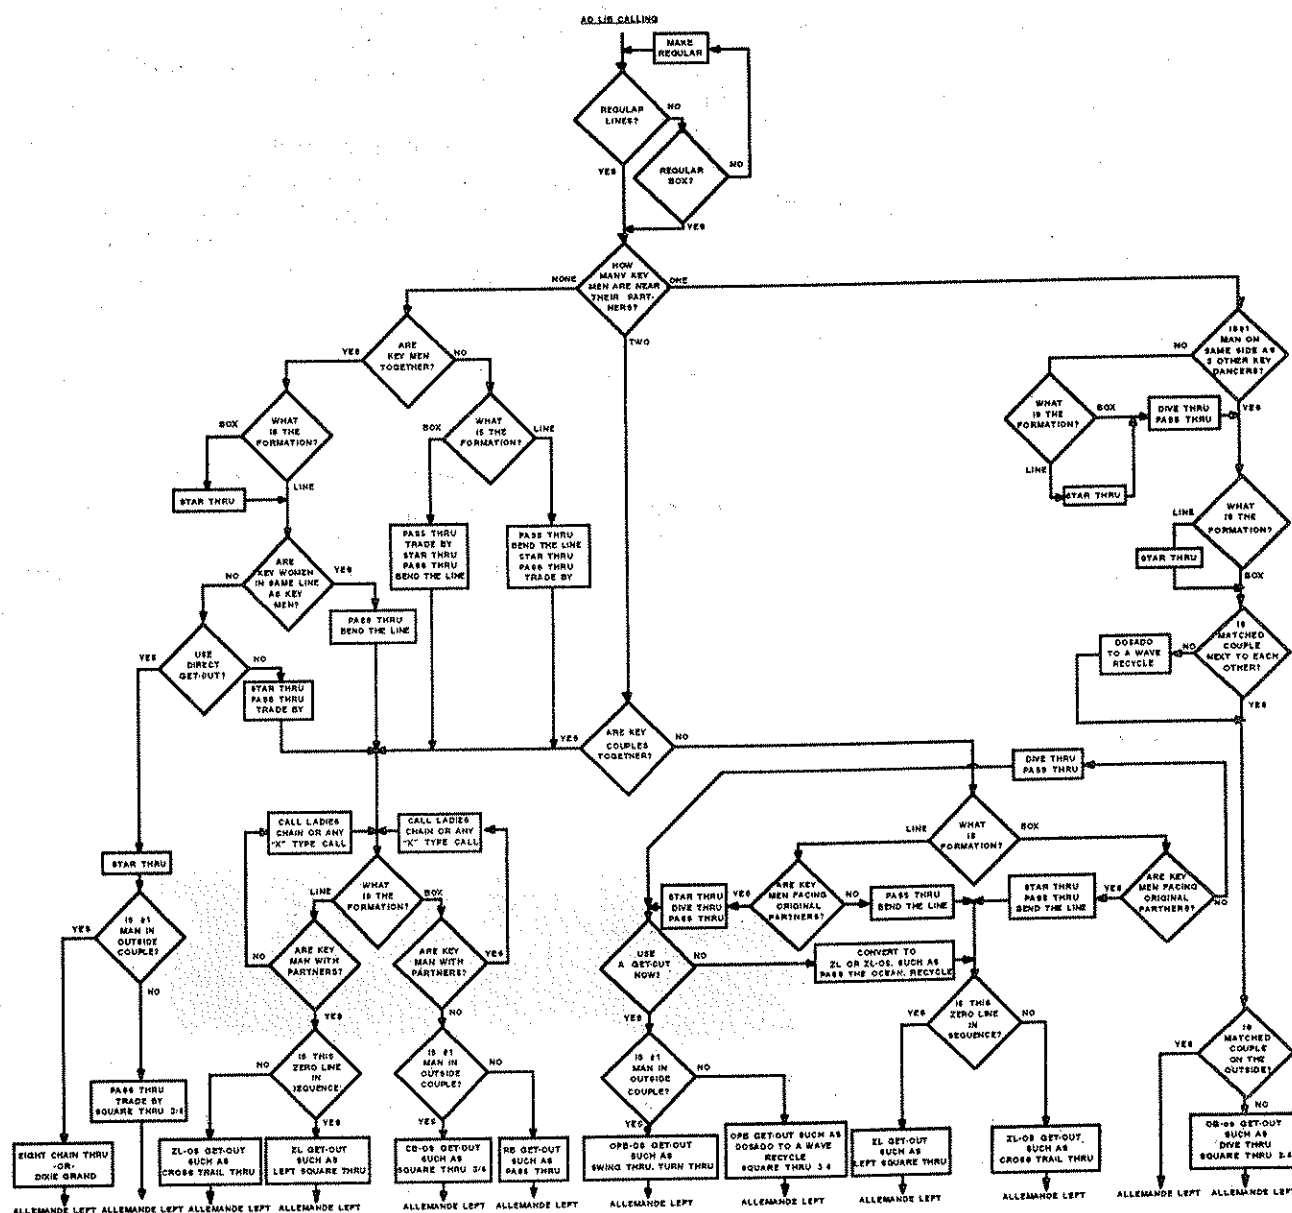 AD LIB CALLING
MAKE
REGULAR
REGULAR
LINES?
NO
YES
REGULAR
BOX?
NO
YES
HOW
MANY KEY
MEN ARE NEAR
THEIR PART-
NERS?
NONE
ONE
TWO
ARE
KEY MEN
TOGETHER?
YES
NO
IS #1
MAN ON
SAME SIDE AS
3 OTHER KEY
DANCERS?
NO
YES
WHAT
IS THE
FORMATION?
BOX
LINE
STAR THRU
WHAT
IS THE
FORMATION?
BOX
LINE
WHAT
IS THE
FORMATION?
BOX
LINE
STAR THRU
DIVE THRU
PASS THRU
WHAT
IS THE
FORMATION?
LINE
STAR THRU
BOX
PASS THRU
TRADE BY
STAR THRU
PASS THRU
BEND THE LINE
PASS THRU
BEND THE LINE
STAR THRU
PASS THRU
TRADE BY
ARE
KEY WOMEN
IN SAME LINE
AS KEY
MEN?
NO
YES
PASS THRU
BEND THE LINE
IS
MATCHED
COUPLE
NEXT TO EACH
OTHER?
NO
YES
DOSADO
TO A WAVE
RECYCLE
USE
DIRECT
GET-OUT?
YES
NO
STAR THRU
PASS THRU
TRADE BY
ARE KEY
COUPLES
TOGETHER?
YES
NO
DIVE THRU
PASS THRU
CALL LADIES
CHAIN OR ANY
"X" TYPE CALL
CALL LADIES
CHAIN OR ANY
"X" TYPE CALL
WHAT
IS
FORMATION?
LINE
BOX
STAR THRU
WHAT
IS THE
FORMATION?
LINE
BOX
STAR THRU
DIVE THRU
PASS THRU
YES
ARE KEY
MEN FACING
ORIGINAL
PARTNERS?
NO
PASS THRU
BEND THE LINE
STAR THRU
PASS THRU
BEND THE LINE
YES
ARE KEY
MEN FACING
ORIGINAL
PARTNERS?
NO
IS #1
MAN IN
OUTSIDE
COUPLE?
YES
NO
ARE KEY
MAN WITH
PARTNERS?
NO
YES
ARE KEY
MAN WITH
PARTNERS?
YES
NO
USE
A GET-OUT
NOW?
NO
YES
CONVERT TO
ZL OR ZL-OS, SUCH AS
PASS THE OCEAN, RECYCLE
IS THIS
ZERO LINE
IN
SEQUENCE?
YES
NO
IS THIS
ZERO LINE
IN
SEQUENCE?
NO
YES
IS #1
MAN IN
OUTSIDE
COUPLE?
NO
YES
IS #1
MAN IN
OUTSIDE
COUPLE?
NO
YES
IS
MATCHED
COUPLE
ON THE
OUTSIDE?
YES
NO
PASS THRU
TRADE BY
SQUARE THRU 3/4
EIGHT CHAIN THRU
-OR-
DIXIE GRAND
ZL-OS GET-OUT
SUCH AS
CROSS TRAIL THRU
ZL GET-OUT
SUCH AS
LEFT SQUARE THRU
CB-OS GET-OUT
SUCH AS
SQUARE THRU 3/4
RB GET-OUT
SUCH AS
PASS THRU
OPB-OS GET-OUT
SUCH AS
SWING THRU, TURN THRU
OPB GET-OUT SUCH AS
DOSADO TO A WAVE
RECYCLE
SQUARE THRU 3/4
ZL GET-OUT
SUCH AS
LEFT SQUARE THRU
ZL-OS GET-OUT,
SUCH AS
CROSS TRAIL THRU
GET-OUT
SUCH AS
DIVE THRU
SQUARE THRU 3/4
ALLEMANDE LEFT
ALLEMANDE LEFT
ALLEMANDE LEFT
ALLEMANDE LEFT
ALLEMANDE LEFT
ALLEMANDE LEFT
ALLEMANDE LEFT
ALLEMANDE LEFT
ALLEMANDE LEFT
ALLEMANDE LEFT
ALLEMANDE LEFT
ALLEMANDE LEFT